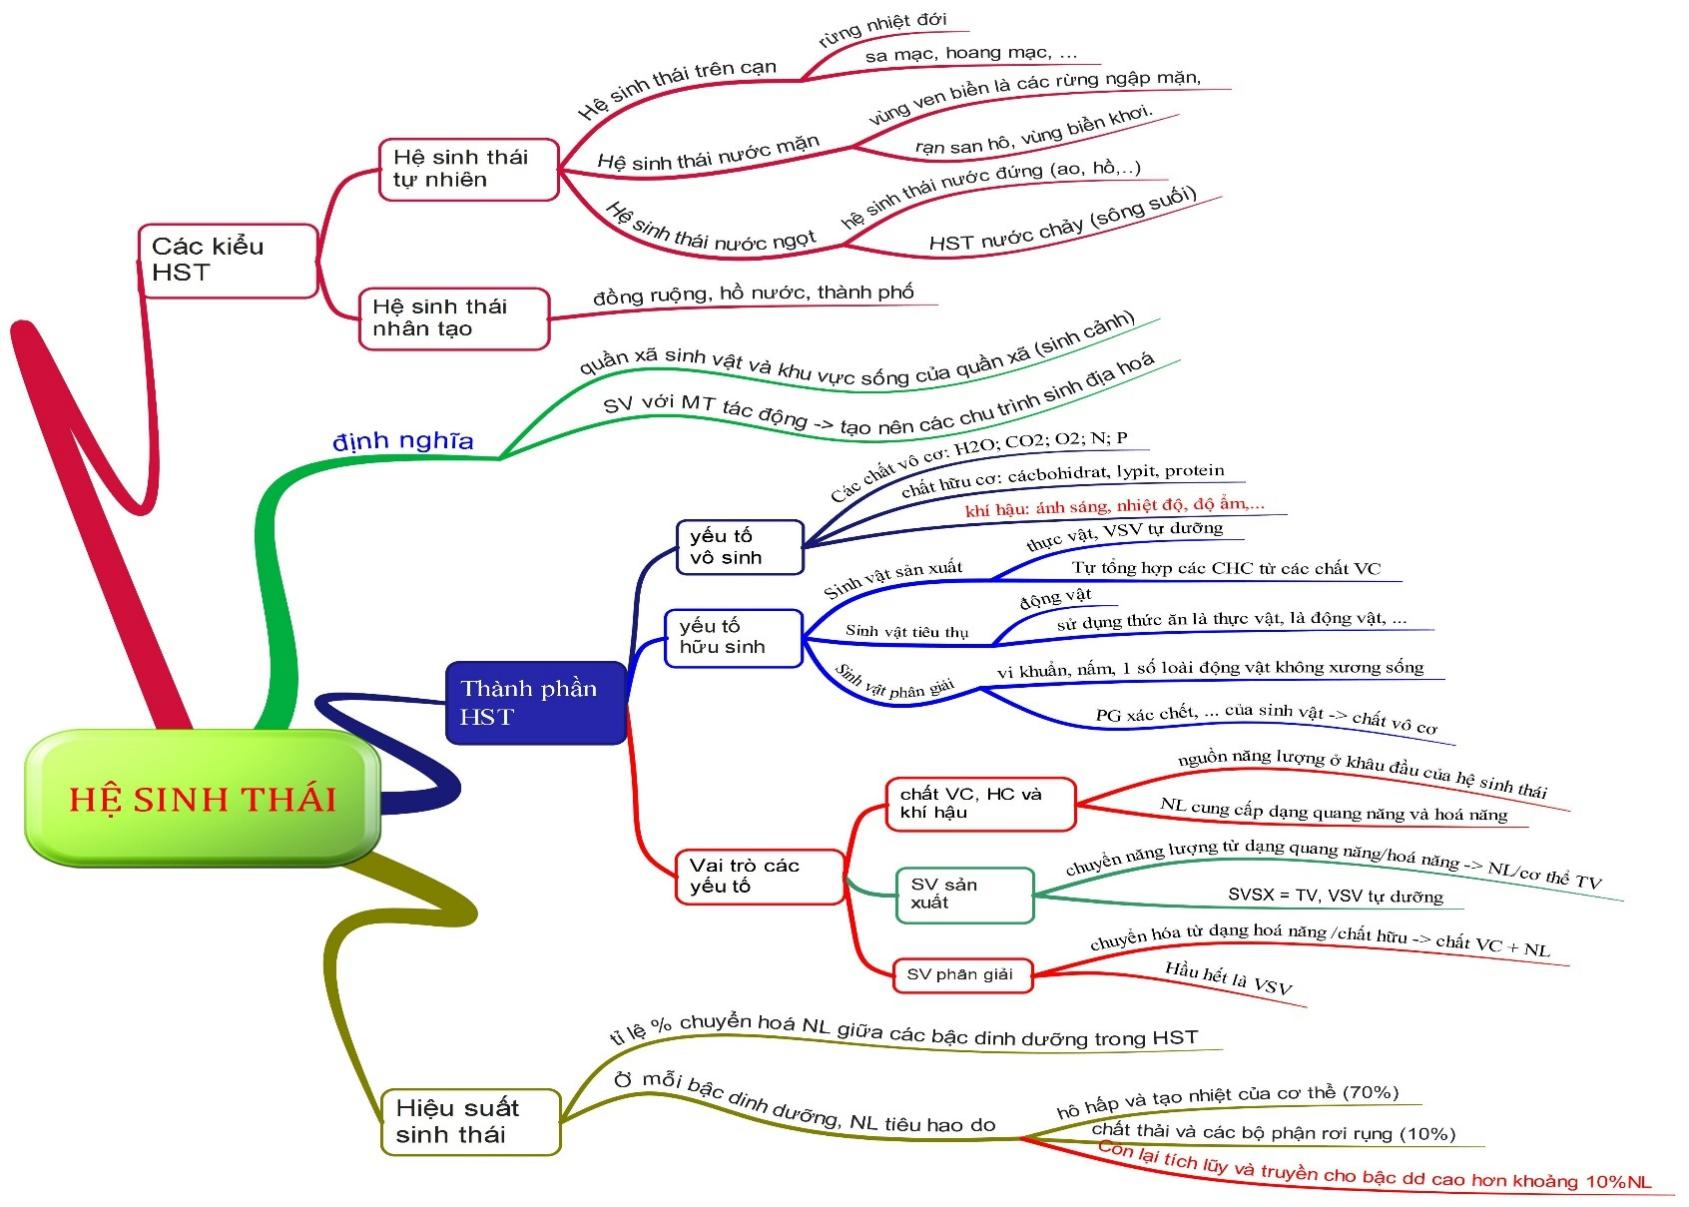 rừng nhiệt đới
sa mạc, hoang mạc, ...
Hệ sinh thái trên cạn
vùng ven biển là các rừng ngập mặn,
rạn san hô, vùng biển khơi.
Hệ sinh thái nước mặn
Hệ sinh thái
tự nhiên
hệ sinh thái nước đứng (ao, hồ,..)
HST nước chảy (sông suối)
Hệ sinh thái nước ngọt
Các kiểu
HST
Hệ sinh thái
nhân tạo
đồng ruộng, hồ nước, thành phố
quần xã sinh vật và khu vực sống của quần xã (sinh cảnh)
SV với MT tác động -> tạo nên các chu trình sinh địa hoá
định nghĩa
Các chất vô cơ: H2O; CO2; O2; N; P
chất hữu cơ: cácbohidrat, lypit, protein
khí hậu: ánh sáng, nhiệt độ, độ ẩm,...
yếu tố
vô sinh
thực vật, VSV tự dưỡng
Tự tổng hợp các CHC từ các chất VC
Sinh vật sản xuất
động vật
sử dụng thức ăn là thực vật, là động vật, ...
Sinh vật tiêu thụ
yếu tố
hữu sinh
vi khuẩn, nấm, 1 số loài động vật không xương sống
PG xác chết, ... của sinh vật -> chất vô cơ
Sinh vật phân giải
Thành phần
HST
HỆ SINH THÁI
nguồn năng lượng ở khâu đầu của hệ sinh thái
NL cung cấp dạng quang năng và hoá năng
chất VC, HC và
khí hậu
Vai trò các
yếu tố
chuyển năng lượng từ dạng quang năng/hoá năng -> NL/cơ thể TV
SVSX = TV, VSV tự dưỡng
SV sản
xuất
chuyển hóa từ dạng hoá năng /chất hữu -> chất VC + NL
Hầu hết là VSV
SV phân giải
tỉ lệ % chuyển hoá NL giữa các bậc dinh dưỡng trong HST
Ở mỗi bậc dinh dưỡng, NL tiêu hao do
Hiệu suất
sinh thái
hô hấp và tạo nhiệt của cơ thể (70%)
chất thải và các bộ phận rơi rụng (10%)
Còn lại tích lũy và truyền cho bậc dd cao hơn khoảng 10%NL